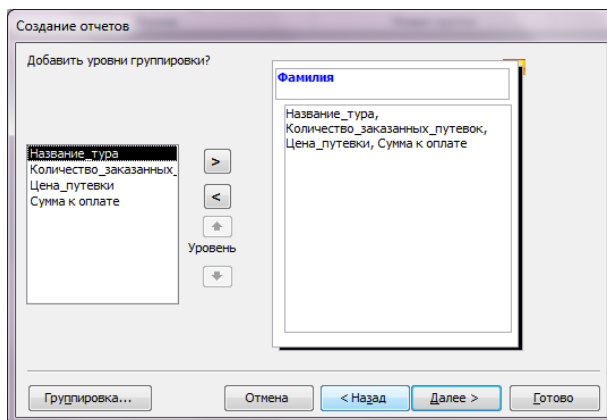 Создание отчетов
Добавить уровни группировки?
Фамилия
Название_тура,
Количество_заказанных_путевок,
Цена_путевки, Сумма к оплате
Название_тура
Количество_заказанных_
Цена_путевки
Сумма к оплате
>
<
Уровень
Группировка...
Отмена
< Назад
Далее >
Готово